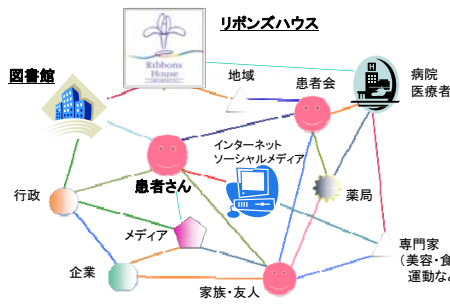 リボンズハウス
Ribbons
House
図書館
地域
患者会
病院
医療者
インターネット
ソーシャルメディア
患者さん
行政
薬局
メディア
専門家
（美容・食
運動な
企業
家族・友人